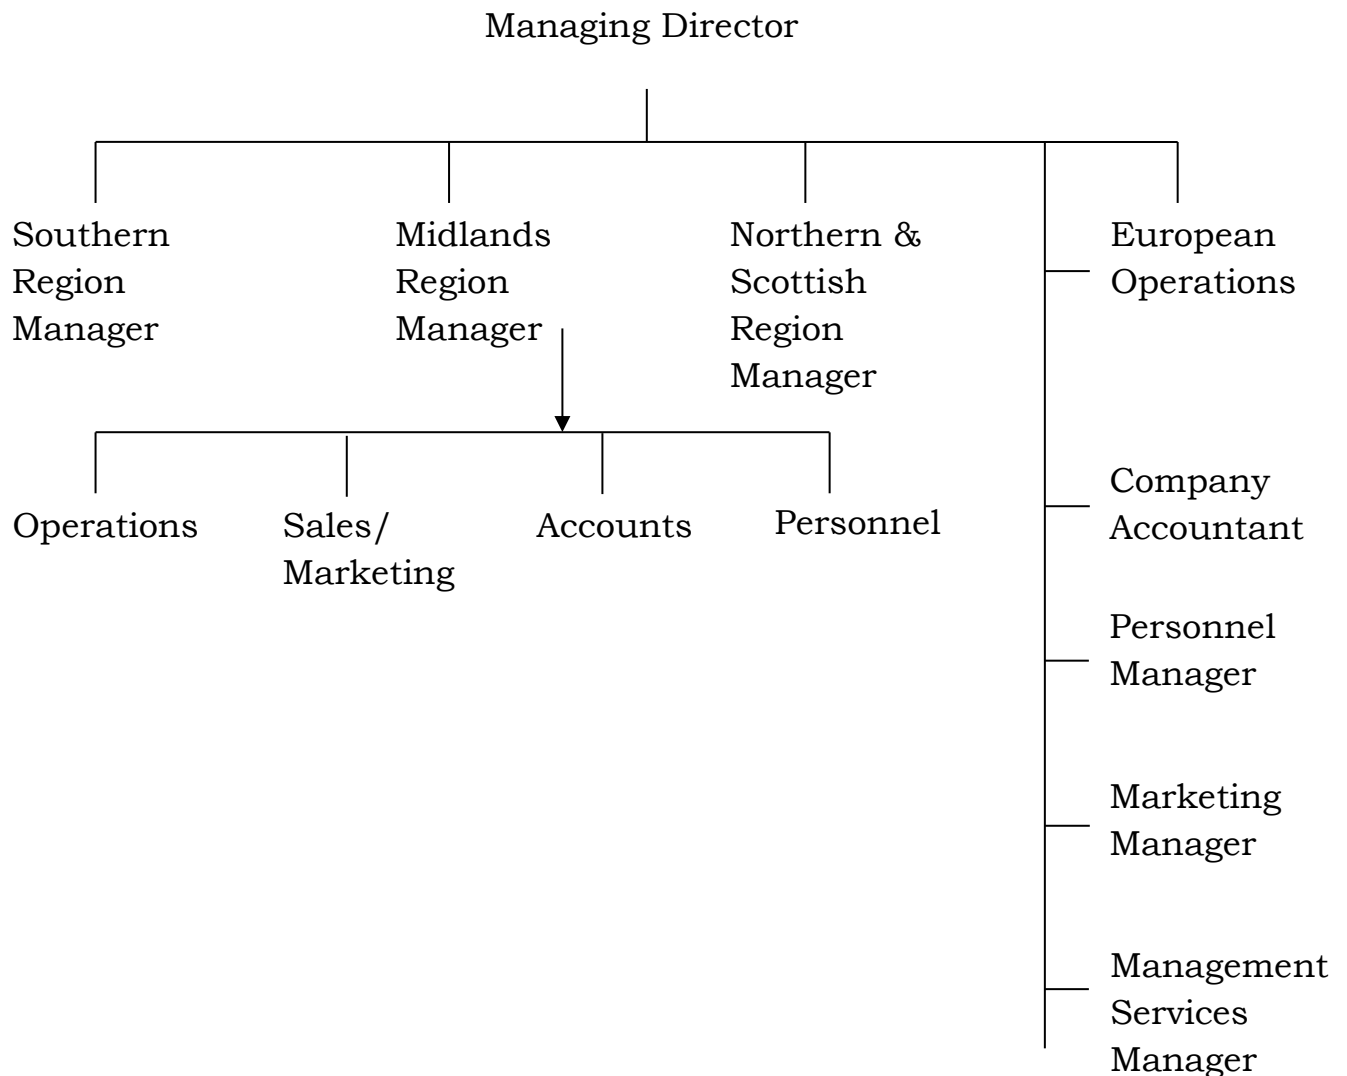 Managing Director
Southern
Region
Manager
Midlands
Region
Manager
Northern &
Scottish
Region
Manager
European
Operations
Operations
Sales/
Marketing
Accounts
Personnel
Company
Accountant
Personnel
Manager
Marketing
Manager
Management
Services
Manager